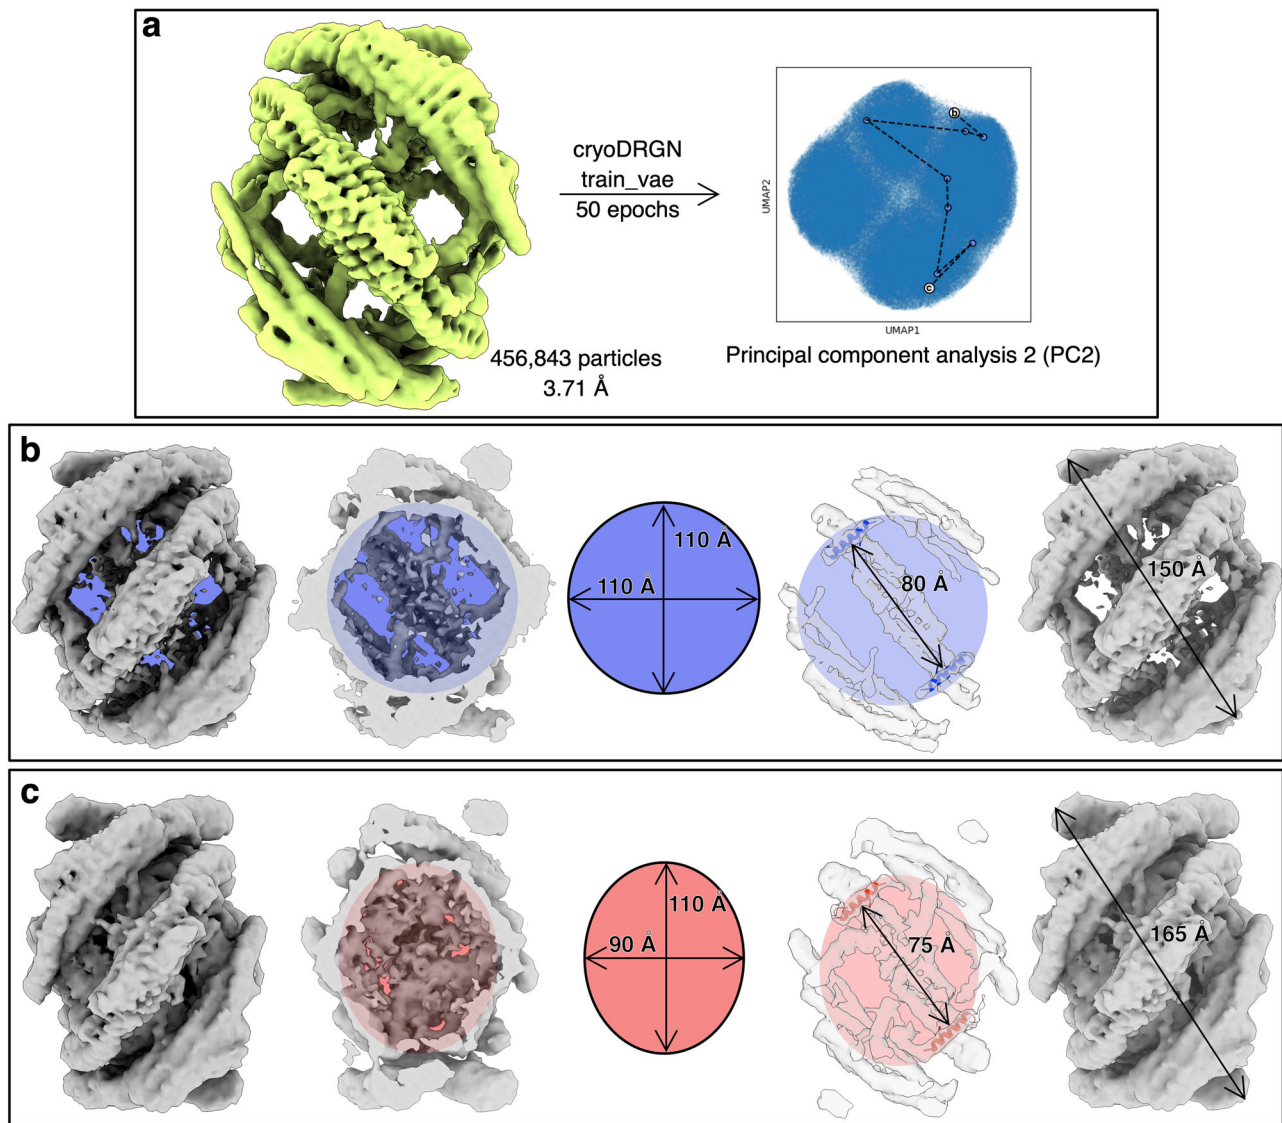 a
cryoDRGN
train_vae
50 epochs
456,843 particles
3.71 Å
UMAP2
b
c
UMAP1
Principal component analysis 2 (PC2)
b
110 Å
110 Å
80 Å
150 Å
c
110 Å
90 Å
75 Å
165 Å